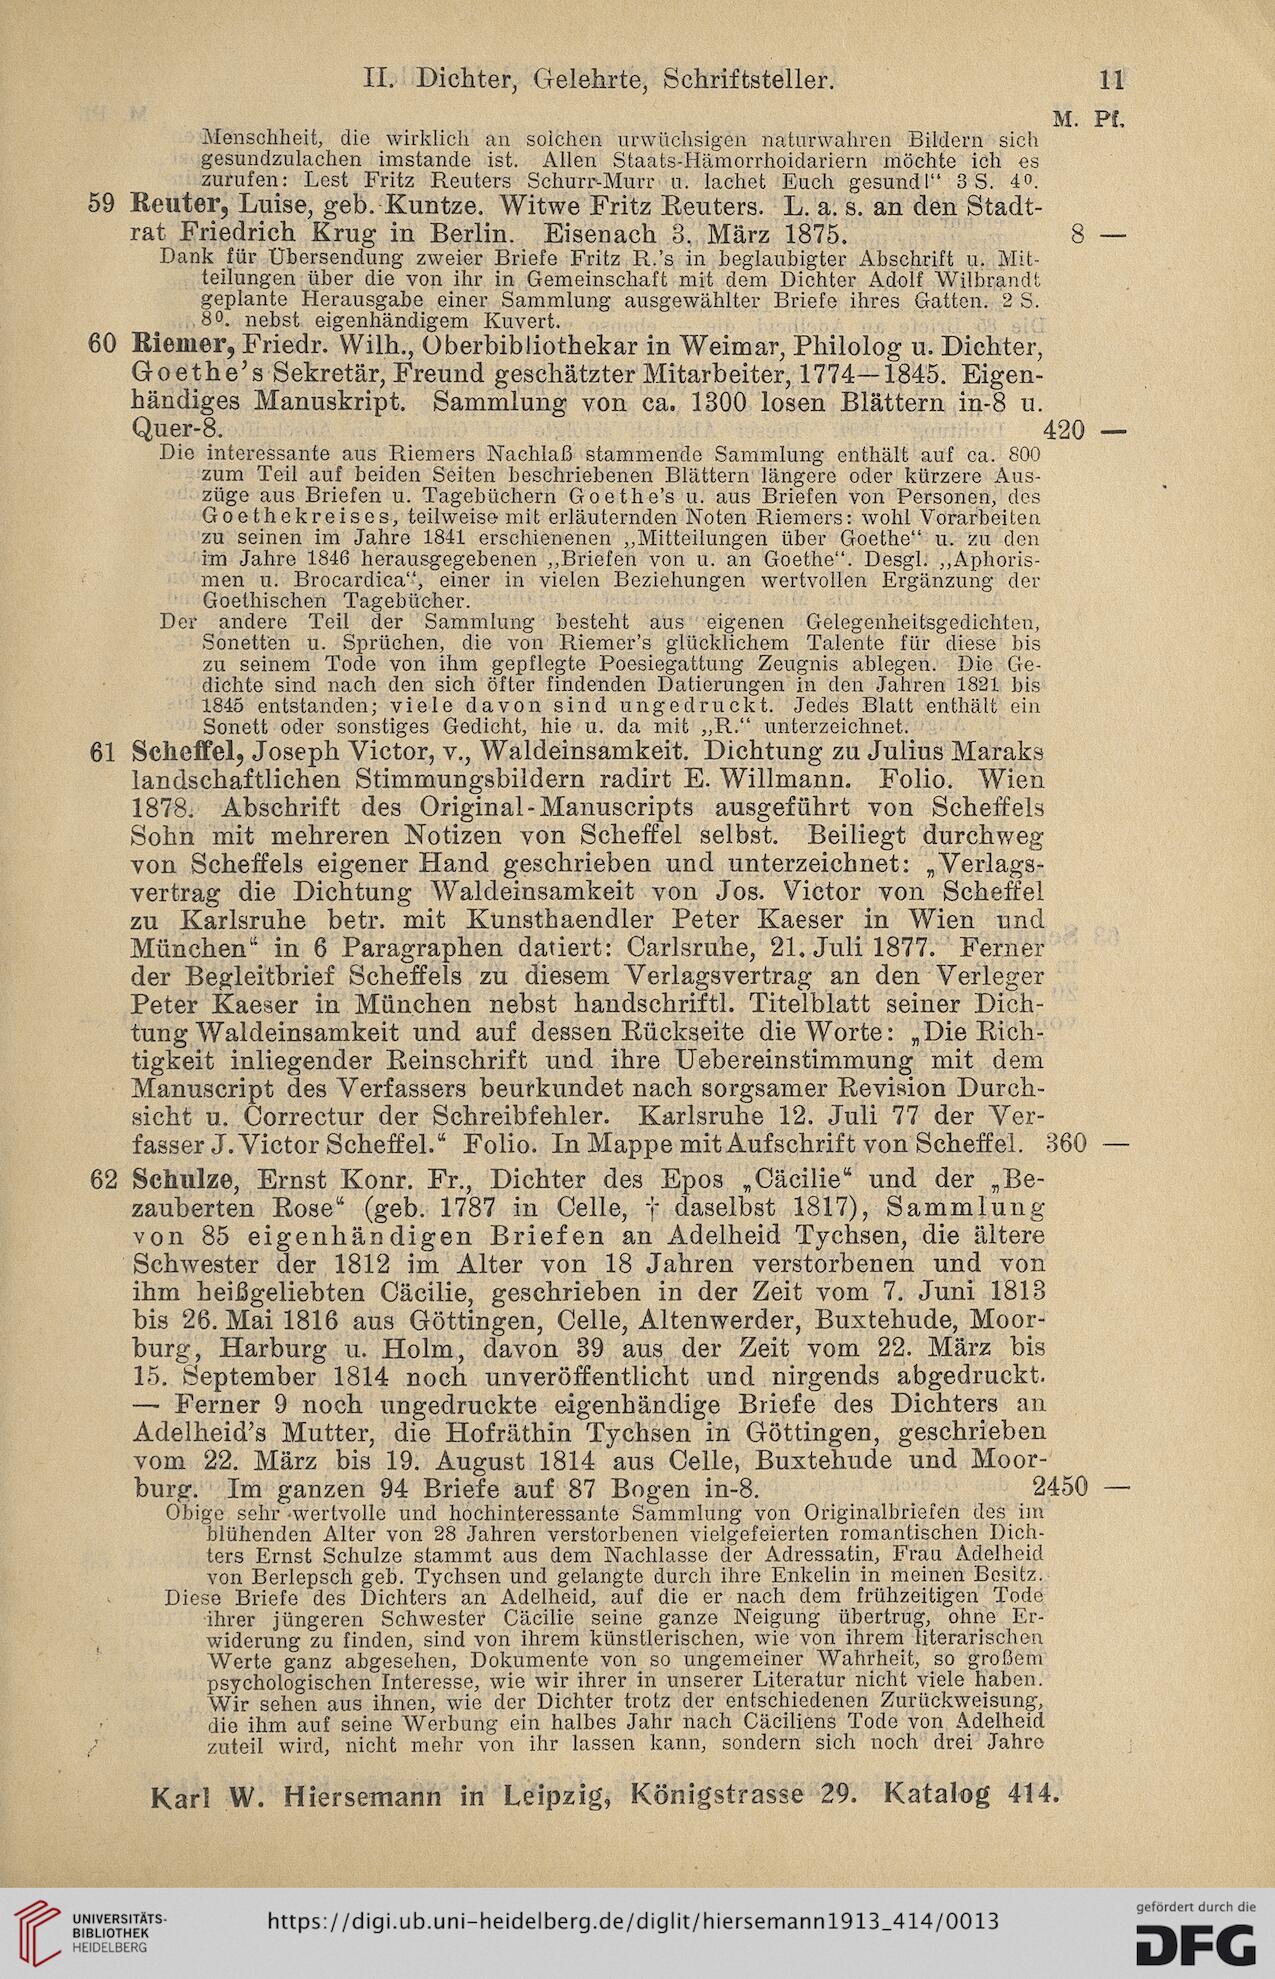 II. Dichter, Gelehrte, Schriftsteller. 11
M. Pf.
Menschheit, die wirklich an solchen urwüchsigen naturwahren Bildern sich
gesundzulachen imstande ist. Allen Staats-Hämorrhoidariern möchte ich es
zurufen: Lest Fritz Reuters Schurr-Murr u. lachet Euch gesund!“ 3 S. 4⁰.
59 Reuter, Luise, geb. Kuntze. Witwe Fritz Reuters. L. a. s. an den Stadt-
rat Friedrich Krug in Berlin. Eisenach 3. März 1875. 8 —
Dank für Übersendung zweier Briefe Fritz R.’s in beglaubigter Abschrift u. Mit-
teilungen über die von ihr in Gemeinschaft mit dem Dichter Adolf Wilbrandt
geplante Herausgabe einer Sammlung ausgewählter Briefe ihres Gatten. 2 S.
8⁰. nebst eigenhändigem Kuvert.
60 Riemer, Friedr. Wilh., Oberbibliothekar in Weimar, Philolog u. Dichter,
Goethe’s Sekretär, Freund geschätzter Mitarbeiter, 1774—1845. Eigen-
händiges Manuskript. Sammlung von ca. 1300 losen Blättern in-8 u.
Quer-8. 420 —
Die interessante aus Riemers Nachlaß stammende Sammlung enthält auf ca. 800
zum Teil auf beiden Seiten beschriebenen Blättern längere oder kürzere Aus-
züge aus Briefen u. Tagebüchern Goethe’s u. aus Briefen von Personen, des
Goethekreises, teilweise mit erläuternden Noten Riemers: wohl Vorarbeiten
zu seinen im Jahre 1841 erschienenen „Mitteilungen über Goethe“ u. zu den
im Jahre 1846 herausgegebenen „Briefen von u. an Goethe“. Desgl. „Aphoris-
men u. Brocardica“, einer in vielen Beziehungen wertvollen Ergänzung der
Goethischen Tagebücher.
Der andere Teil der Sammlung besteht aus eigenen Gelegenheitsgedichten,
Sonetten u. Sprüchen, die von Riemer’s glücklichem Talente für diese bis
zu seinem Tode von ihm gepflegte Poesiegattung Zeugnis ablegen. Die Ge-
dichte sind nach den sich öfter findenden Datierungen in den Jahren 1821 bis
1845 entstanden; viele davon sind ungedruckt. Jedes Blatt enthält ein
Sonett oder sonstiges Gedicht, hie u. da mit „R.“ unterzeichnet.
61 Scheffel, Joseph Victor, v., Waldeinsamkeit. Dichtung zu Julius Maraks
landschaftlichen Stimmungsbildern radirt E. Willmann. Folio. Wien
1878. Abschrift des Original-Manuscripts ausgeführt von Scheffels
Sohn mit mehreren Notizen von Scheffel selbst. Beiliegt durchweg
von Scheffels eigener Hand geschrieben und unterzeichnet: „Verlags-
vertrag die Dichtung Waldeinsamkeit von Jos. Victor von Scheffel
zu Karlsruhe betr. mit Kunsthaendler Peter Kaeser in Wien und
München“ in 6 Paragraphen datiert: Carlsruhe, 21. Juli 1877. Ferner
der Begleitbrief Scheffels zu diesem Verlagsvertrag an den Verleger
Peter Kaeser in München nebst handschriftl. Titelblatt seiner Dich-
tung Waldeinsamkeit und auf dessen Rückseite die Worte: „Die Rich-
tigkeit inliegender Reinschrift und ihre Uebereinstimmung mit dem
Manuscript des Verfassers beurkundet nach sorgsamer Revision Durch-
sicht u. Correctur der Schreibfehler. Karlsruhe 12. Juli 77 der Ver-
fasser J. Victor Scheffel.“ Folio. In Mappe mit Aufschrift von Scheffel. 360 —
62 Schulze, Ernst Konr. Fr., Dichter des Epos „Cäcilie“ und der „Be-
zauberten Rose“ (geb. 1787 in Celle, † daselbst 1817), Sammlung
von 85 eigenhändigen Briefen an Adelheid Tychsen, die ältere
Schwester der 1812 im Alter von 18 Jahren verstorbenen und von
ihm heißgeliebten Cäcilie, geschrieben in der Zeit vom 7. Juni 1813
bis 26. Mai 1816 aus Göttingen, Celle, Altenwerder, Buxtehude, Moor-
burg, Harburg u. Holm, davon 39 aus der Zeit vom 22. März bis
15. September 1814 noch unveröffentlicht und nirgends abgedruckt.
— Ferner 9 noch ungedruckte eigenhändige Briefe des Dichters an
Adelheid’s Mutter, die Hofräthin Tychsen in Göttingen, geschrieben
vom 22. März bis 19. August 1814 aus Celle, Buxtehude und Moor-
burg. Im ganzen 94 Briefe auf 87 Bogen in-8. 2450 —
Obige sehr wertvolle und hochinteressante Sammlung von Originalbriefen des im
blühenden Alter von 28 Jahren verstorbenen vielgefeierten romantischen Dich-
ters Ernst Schulze stammt aus dem Nachlasse der Adressatin, Frau Adelheid
von Berlepsch geb. Tychsen und gelangte durch ihre Enkelin in meinen Besitz.
Diese Briefe des Dichters an Adelheid, auf die er nach dem frühzeitigen Tode
ihrer jüngeren Schwester Cäcilie seine ganze Neigung übertrug, ohne Er-
widerung zu finden, sind von ihrem künstlerischen, wie von ihrem literarischen
Werte ganz abgesehen, Dokumente von so ungemeiner Wahrheit, so großem
psychologischen Interesse, wie wir ihrer in unserer Literatur nicht viele haben.
Wir sehen aus ihnen, wie der Dichter trotz der entschiedenen Zurückweisung,
die ihm auf seine Werbung ein halbes Jahr nach Cäciliens Tode von Adelheid
zuteil wird, nicht mehr von ihr lassen kann, sondern sich noch drei Jahre
Karl W. Hiersemann in Leipzig, Königstrasse 29. Katalog 414.
UNIVERSITÄTS-
BIBLIOTHEK
HEIDELBERG
https://digi.ub.uni-heidelberg.de/diglit/hiersemann1913_414/0013
gefördert durch die
DFG